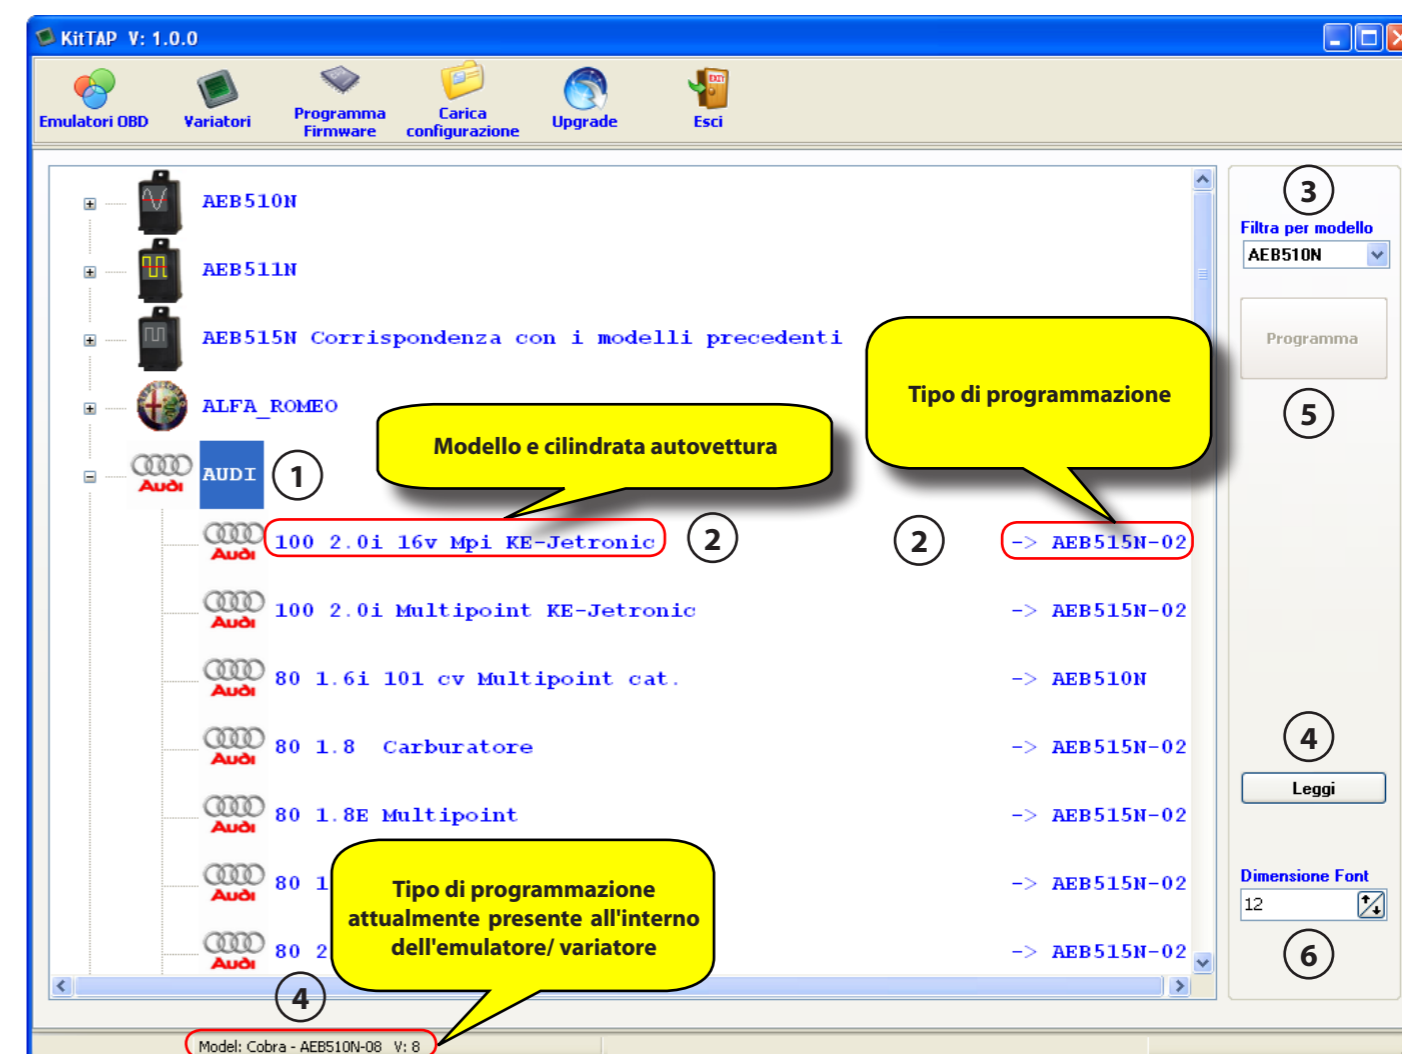 KitTAP V: 1.0.0
Emulatori OBD
Variatori
Programma
Firmware
Carica
configurazione
Upgrade
EXIT
Esci
AEB510N
AEB511N
AEB515N Corrispondenza con i modelli precedenti
ALFA_ROMEO
Audi
AUDI
1
Modello e cilindrata autovettura
Tipo di programmazione
Audi
100 2.0i 16v Mpi KE-Jetronic
2
2
-> AEB515N-02
Audi
100 2.0i Multipoint KE-Jetronic
-> AEB515N-02
Audi
80 1.6i 101 cv Multipoint cat.
-> AEB510N
Audi
80 1.8 Carburatore
-> AEB515N-02
Audi
80 1.8E Multipoint
-> AEB515N-02
Audi
80 1
-> AEB515N-02
Audi
80 2
-> AEB515N-02
Tipo di programmazione
attualmente presente all'interno
dell'emulatore/ variatore
4
Model: Cobra - AEB510N-08 V: 8
3
Filtra per modello
AEB510N
Programma
5
4
Leggi
Dimensione Font
12
6